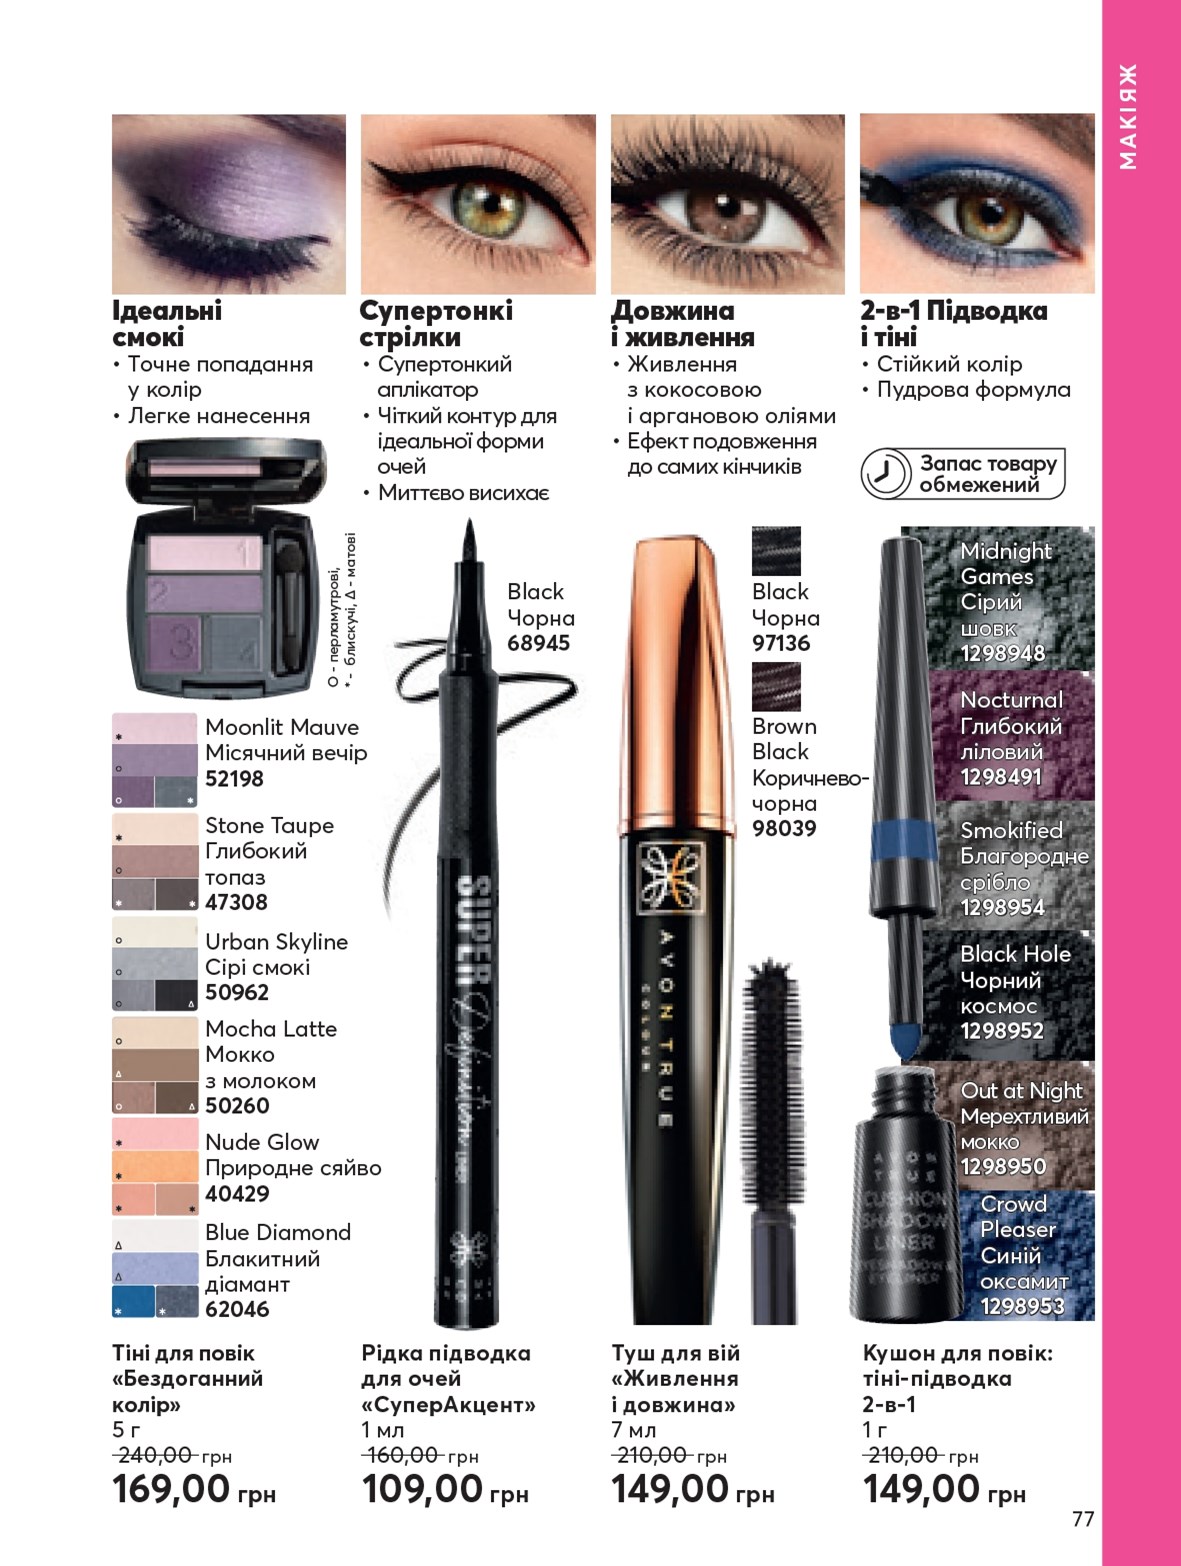 МАКІЯЖ
Ідеальні
смокі
• Точне попадання
у колір
• Легке нанесення
Супертонкі
стрілки
• Супертонкий
аплікатор
• Чіткий контур для
ідеальної форми
очей
• Миттєво висихає
Довжина
і живлення
• Живлення
з кокосовою
і аргановою оліями
• Ефект подовження
до самих кінчиків
2-в-1 Підводка
і тіні
• Стійкий колір
• Пудрова формула
Запас товару
обмежений
1
2
3
4
О - перламутрові,
* - блискучі, Δ - матові
Moonlit Mauve
Місячний вечір
52198
Stone Taupe
Глибокий
топаз
47308
Urban Skyline
Сірі смокі
50962
Mocha Latte
Мокко
з молоком
50260
Nude Glow
Природне сяйво
40429
Blue Diamond
Блакитний
діамант
62046
Black
Чорна
68945
SUPER
Definition
Black
Чорна
97136
Brown
Black
Коричнево-
чорна
98039
AVON TRUE
COLOUR
Midnight
Games
Сірий
шовк
1298948
Nocturnal
Глибокий
ліловий
1298491
Smokified
Благородне
срібло
1298954
Black Hole
Чорний
космос
1298952
Out at Night
Мерехтливий
мокко
1298950
Crowd
Pleaser
Синій
оксамит
1298953
AVON
TRUE
CUSHION
SHADOW
LINER
EYESHADOW &
EYELINER
Тіні для повік
«Бездоганний
колір»
5 г
240,00 грн
169,00 грн
Рідка підводка
для очей
«СуперАкцент»
1 мл
160,00 грн
109,00 грн
Туш для вій
«Живлення
і довжина»
7 мл
210,00 грн
149,00 грн
Кушон для повік:
тіні-підводка
2-в-1
1 г
210,00 грн
149,00 грн
77